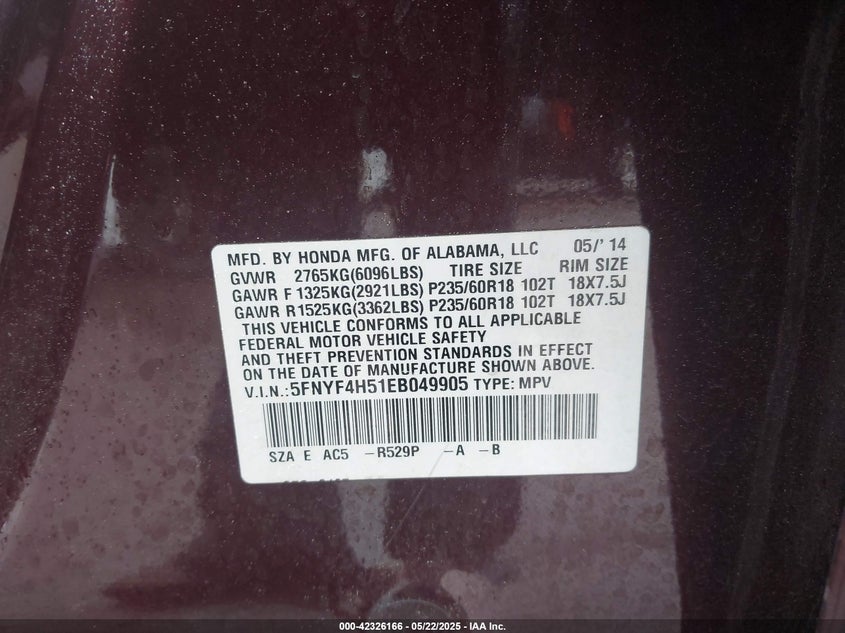 MFD. BY HONDA MFG. OF ALABAMA, LLC 05/' 14
GVWR 2765KG(6096LBS) TIRE SIZE RIM SIZE
GAWR F 1325KG(2921LBS) P235/60R18 102T 18X7.5J
GAWR R1525KG(3362LBS) P235/60R18 102T 18X7.5J
THIS VEHICLE CONFORMS TO ALL APPLICABLE
FEDERAL MOTOR VEHICLE SAFETY
AND THEFT PREVENTION STANDARDS IN EFFECT
ON THE DATE OF MANUFACTURE SHOWN ABOVE.
V.I.N.:5FNYF4H51EB049905 TYPE: MPV
SZA E AC5 -R529P -A -B
000-42326166 - 05/22/2025 - IAA Inc.